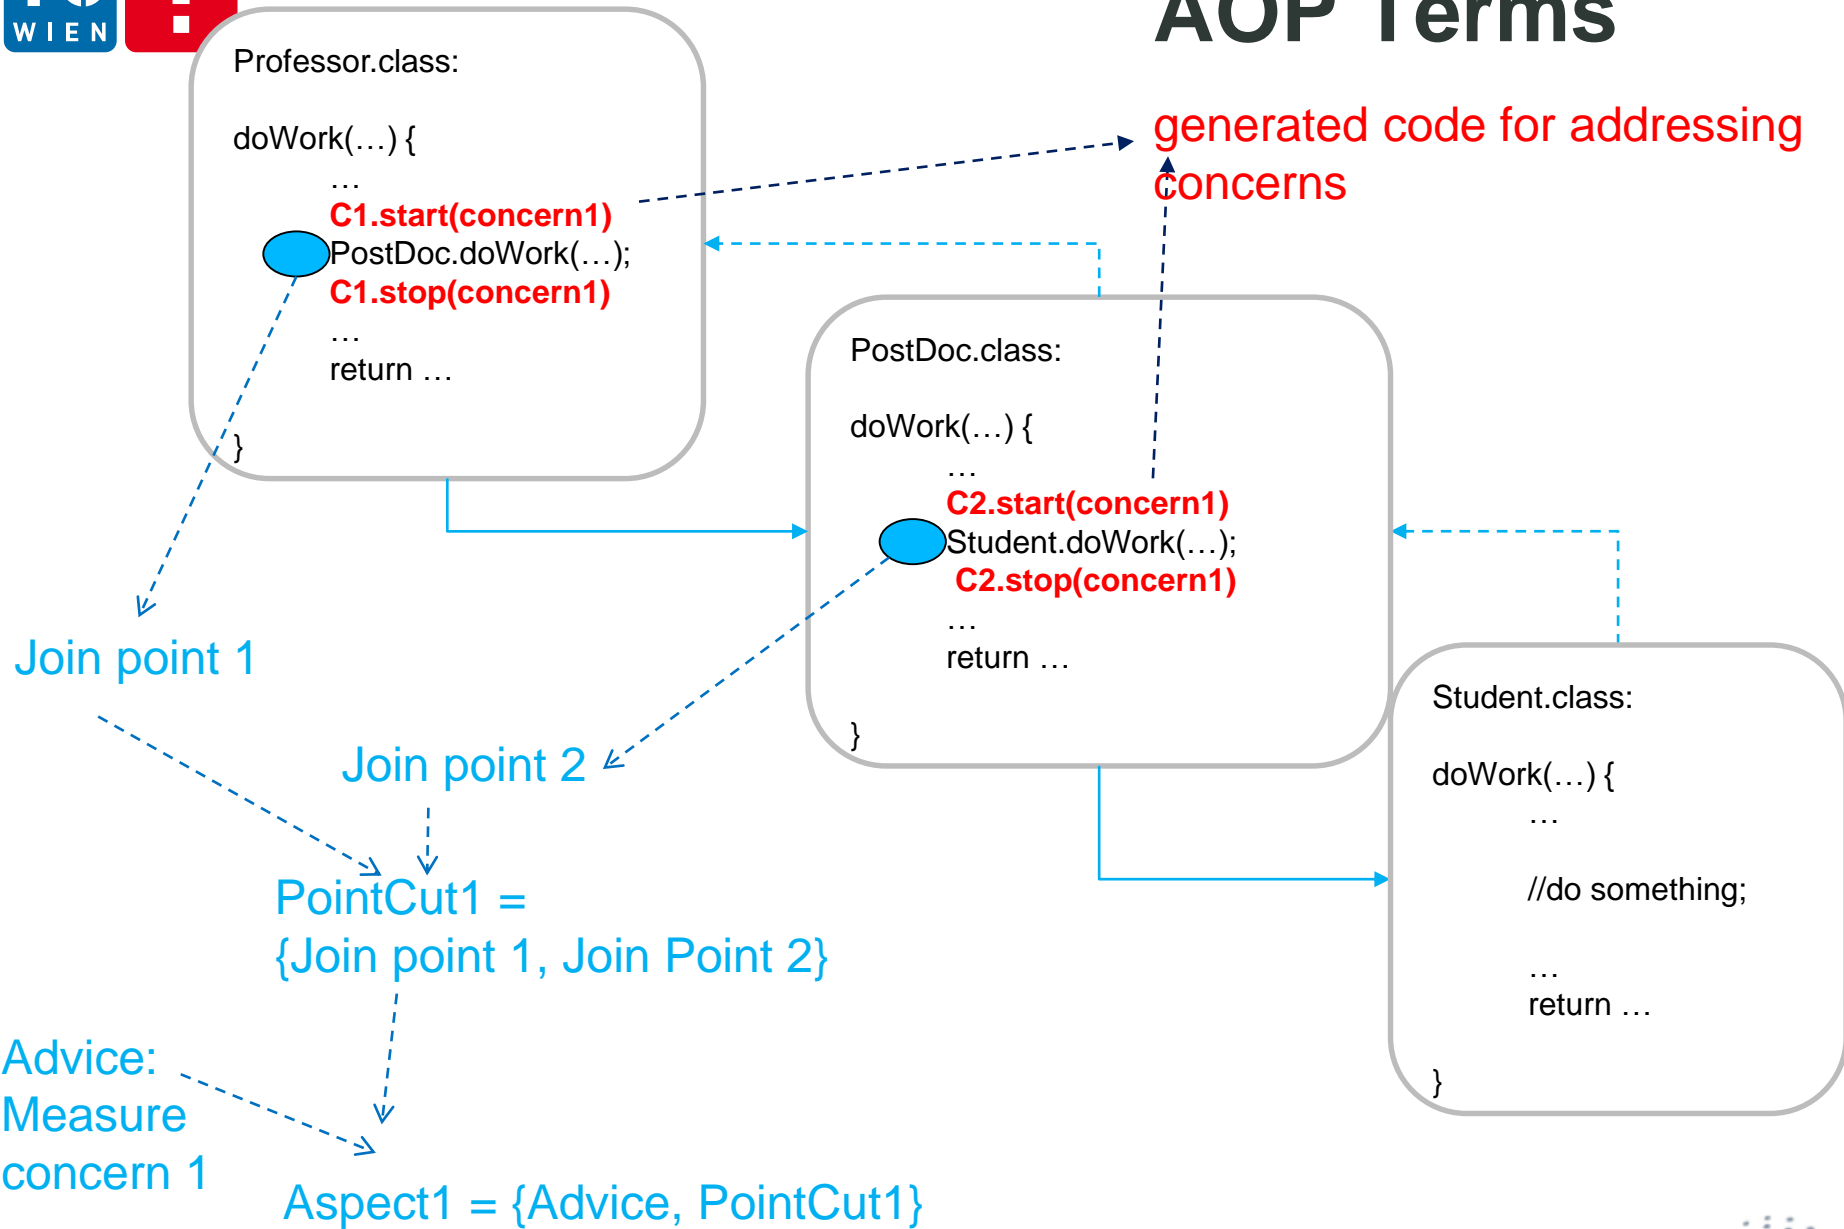 WIEN
AOP Terms
Professor.class:
doWork(…) {
…
C1.start(concern1)
PostDoc.doWork(…);
C1.stop(concern1)
…
return …
}
generated code for addressing
concerns
PostDoc.class:
doWork(…) {
…
C2.start(concern1)
Student.doWork(…);
C2.stop(concern1)
…
return …
}
Student.class:
doWork(…) {
…
//do something;
…
return …
}
Join point 1
Join point 2
PointCut1 =
{Join point 1, Join Point 2}
Advice:
Measure
concern 1
Aspect1 = {Advice, PointCut1}